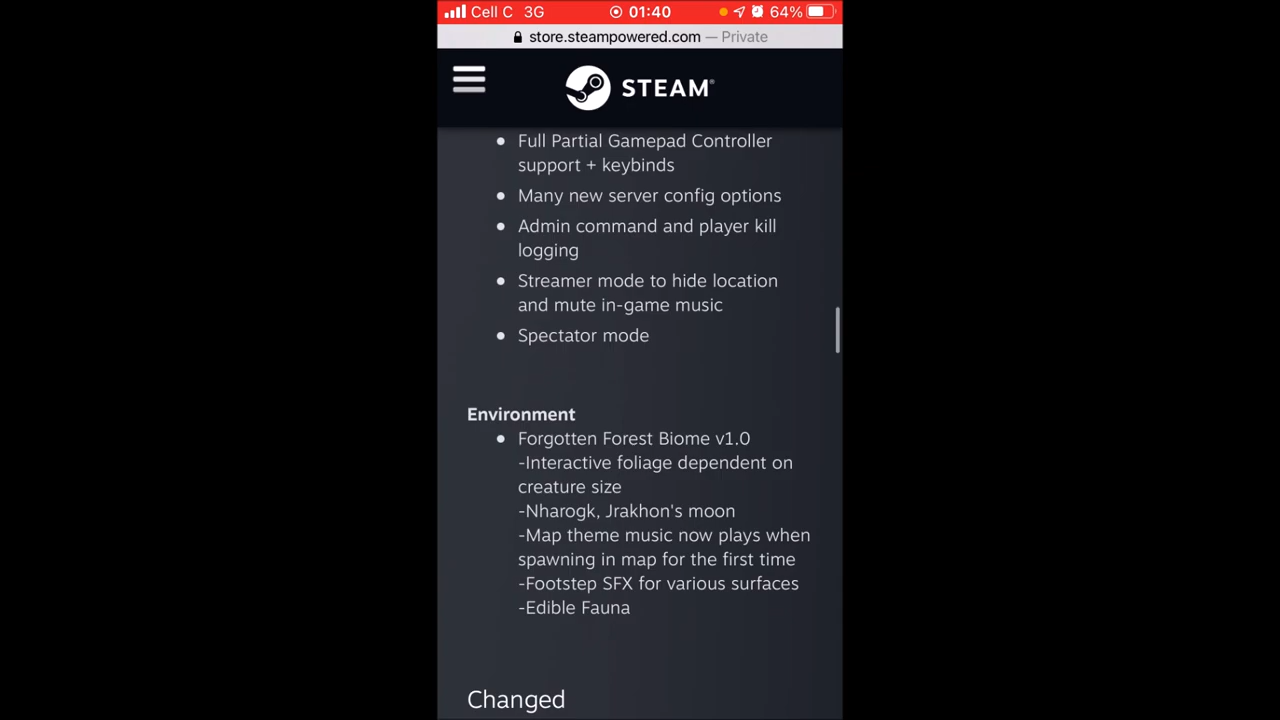 Cell C 3G 01:40 64%
store.steampowered.com — Private
STEAM®
• Full Partial Gamepad Controller
support + keybinds
• Many new server config options
• Admin command and player kill
logging
• Streamer mode to hide location
and mute in-game music
• Spectator mode
Environment
• Forgotten Forest Biome v1.0
-Interactive foliage dependent on
creature size
-Nharogk, Jrakhon's moon
-Map theme music now plays when
spawning in map for the first time
-Footstep SFX for various surfaces
-Edible Fauna
Changed